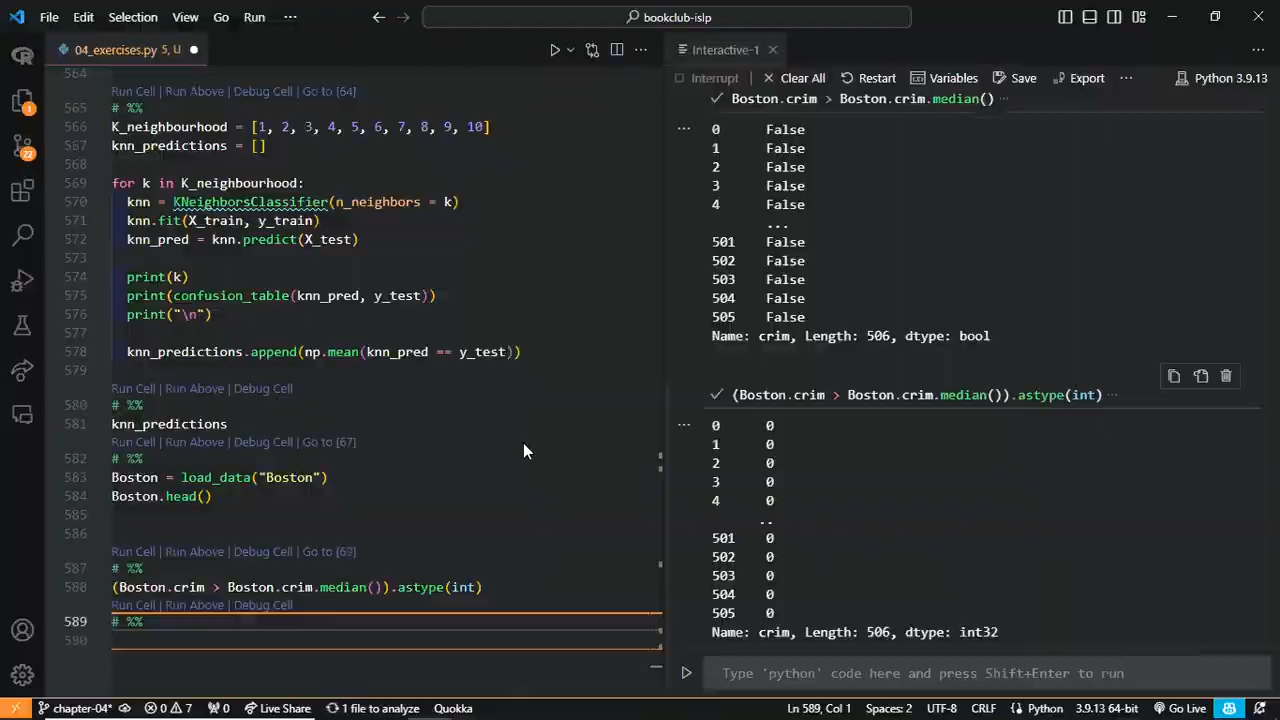 File Edit Selection View Go Run ···
bookclub-islp
04_exercises.py 5, U
Interactive-1
Interrupt Clear All Restart Variables Save Export ··· Python 3.9.13
564
Run Cell | Run Above | Debug Cell | Go to [64]
565 # %%
566 K_neighbourhood = [1, 2, 3, 4, 5, 6, 7, 8, 9, 10]
567 knn_predictions = []
568
569 for k in K_neighbourhood:
570 knn = KNeighborsClassifier(n_neighbors = k)
571 knn.fit(X_train, y_train)
572 knn_pred = knn.predict(X_test)
573
574 print(k)
575 print(confusion_table(knn_pred, y_test))
576 print("\n")
577
578 knn_predictions.append(np.mean(knn_pred == y_test))
579
Run Cell | Run Above | Debug Cell
580 # %%
581 knn_predictions
Run Cell | Run Above | Debug Cell | Go to [67]
582 # %%
583 Boston = load_data("Boston")
584 Boston.head()
585
586
Run Cell | Run Above | Debug Cell | Go to [69]
587 # %%
588 (Boston.crim > Boston.crim.median()).astype(int)
Run Cell | Run Above | Debug Cell
589 # %%
590
Boston.crim > Boston.crim.median() ···
··· 0 False
1 False
2 False
3 False
4 False
...
501 False
502 False
503 False
504 False
505 False
Name: crim, Length: 506, dtype: bool
(Boston.crim > Boston.crim.median()).astype(int) ···
··· 0 0
1 0
2 0
3 0
4 0
..
501 0
502 0
503 0
504 0
505 0
Name: crim, Length: 506, dtype: int32
Type 'python' code here and press Shift+Enter to run
chapter-04* 0 7 0 Live Share 1 file to analyze Quokka Ln 589, Col 1 Spaces: 2 UTF-8 CRLF Python 3.9.13 64-bit Go Live